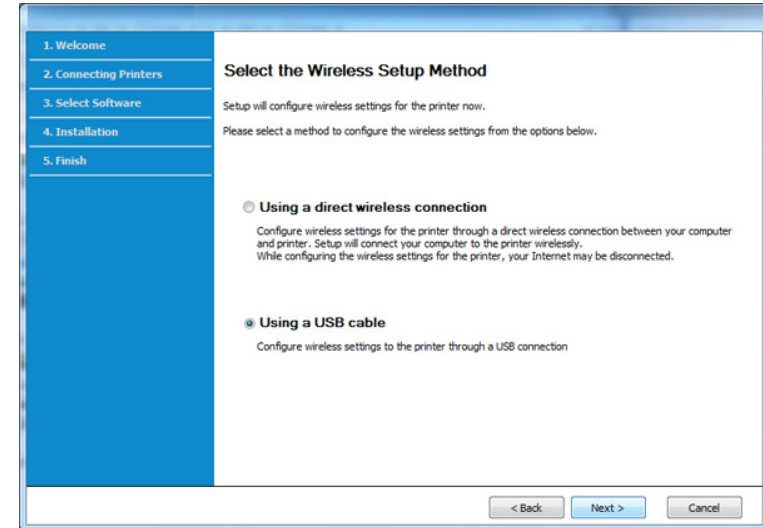 1. Welcome
2. Connecting Printers
3. Select Software
4. Installation
5. Finish
Select the Wireless Setup Method
Setup will configure wireless settings for the printer now.
Please select a method to configure the wireless settings from the options below.
Using a direct wireless connection
Configure wireless settings for the printer through a direct wireless connection between your computer
and printer. Setup will connect your computer to the printer wirelessly.
While configuring the wireless settings for the printer, your Internet may be disconnected.
Using a USB cable
Configure wireless settings to the printer through a USB connection
< Back Next > Cancel